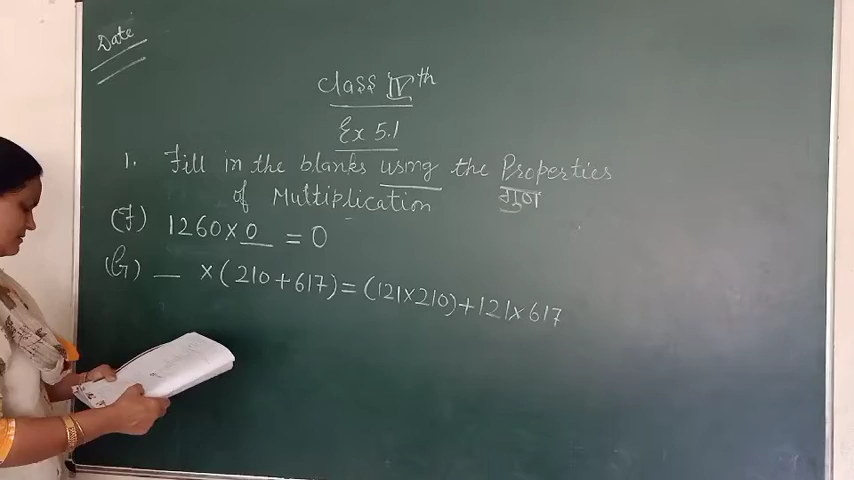 Date
Class IVth
Ex 5.1
1. Fill in the blanks using the Properties
गुण
of Multiplication
(F) 1260 × 0 = 0
(G) __ × (210 + 617) = (121×210) + 121×617